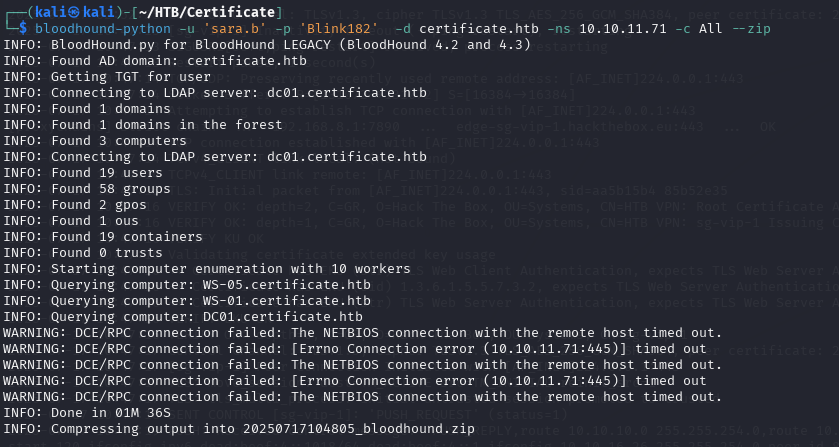 ┌──(kali㉿kali)-[~/HTB/Certificate]
└─$ bloodhound-python -u 'sara.b' -p 'Blink182'  -d certificate.htb -ns 10.10.11.71 -c All --zip
INFO: BloodHound.py for BloodHound LEGACY (BloodHound 4.2 and 4.3)
INFO: Found AD domain: certificate.htb
INFO: Getting TGT for user
INFO: Connecting to LDAP server: dc01.certificate.htb
INFO: Found 1 domains
INFO: Found 1 domains in the forest
INFO: Found 3 computers
INFO: Connecting to LDAP server: dc01.certificate.htb
INFO: Found 19 users
INFO: Found 58 groups
INFO: Found 2 gpos
INFO: Found 1 ous
INFO: Found 19 containers
INFO: Found 0 trusts
INFO: Starting computer enumeration with 10 workers
INFO: Querying computer: WS-05.certificate.htb
INFO: Querying computer: WS-01.certificate.htb
INFO: Querying computer: DC01.certificate.htb
WARNING: DCE/RPC connection failed: The NETBIOS connection with the remote host timed out.
WARNING: DCE/RPC connection failed: [Errno Connection error (10.10.11.71:445)] timed out
WARNING: DCE/RPC connection failed: The NETBIOS connection with the remote host timed out.
WARNING: DCE/RPC connection failed: [Errno Connection error (10.10.11.71:445)] timed out
WARNING: DCE/RPC connection failed: The NETBIOS connection with the remote host timed out.
INFO: Done in 01M 36S
INFO: Compressing output into 20250717104805_bloodhound.zip